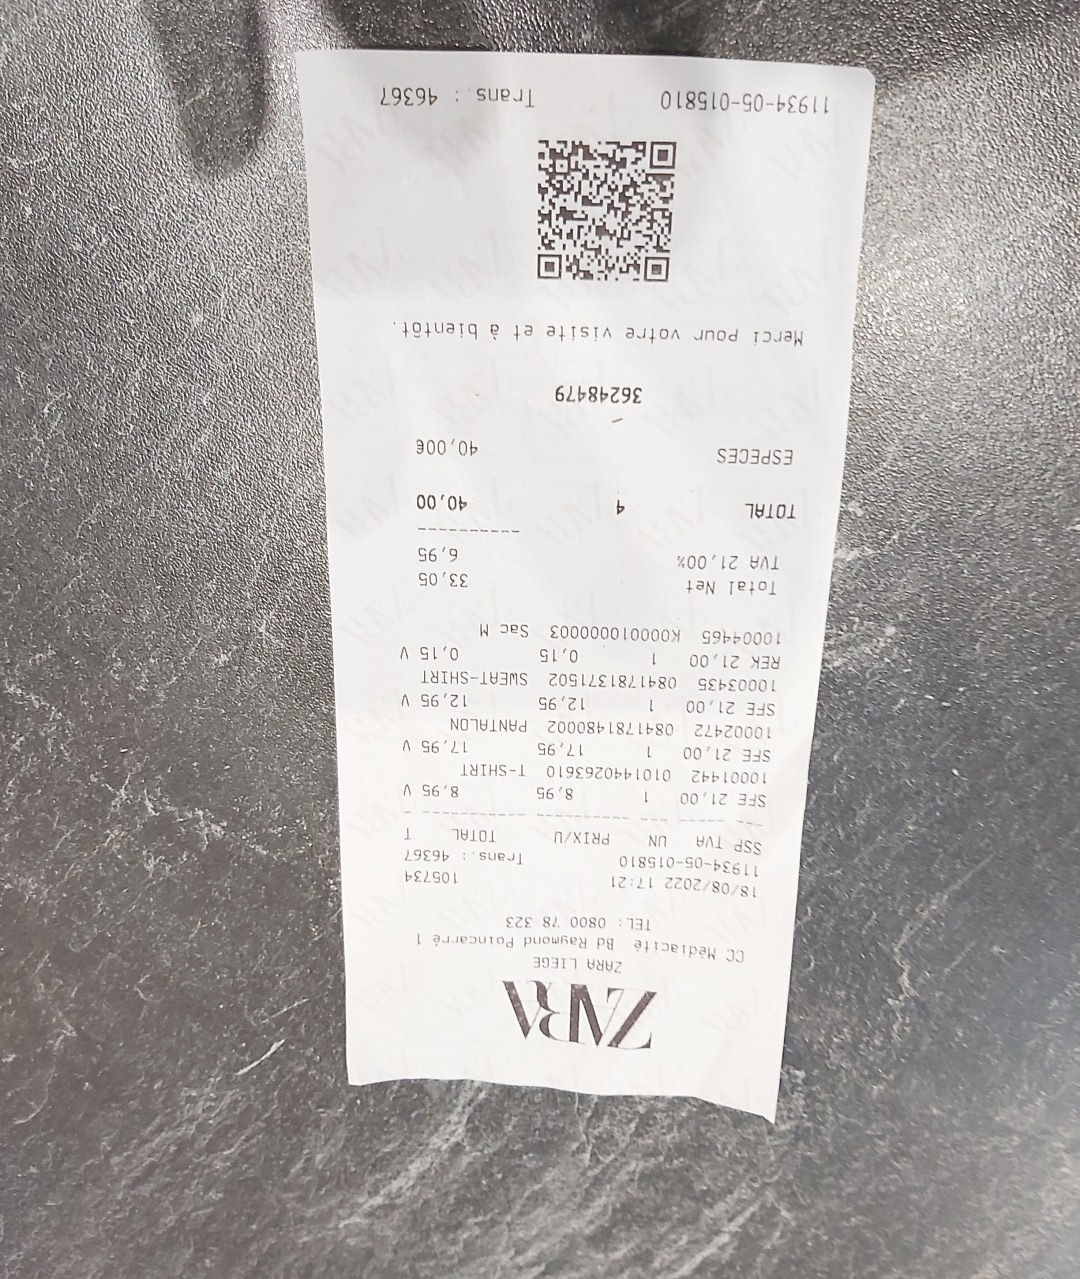 ZARA
ZARA LIEGE
CC Médiacité Bd Raymond Poincarré 1
TEL: 0800 78 323
18/08/2022 17:21 105734
11934-05-015810 Trans.: 46367
SSP TVA UN PRIX/U TOTAL T
SFE 21,00 1 8,95 8,95 V
10001442 0101440263610 T-SHIRT
SFE 21,00 1 17,95 17,95 V
10002472 0841781480002 PANTALON
SFE 21,00 1 12,95 12,95 V
10003435 0841781371502 SWEAT-SHIRT
REK 21,00 1 0,15 0,15 V
10004465 K000010000003 Sac M
Total Net 33,05
TVA 21,00% 6,95
TOTAL 4 40,00
ESPECES 40,00€
36248479
Merci pour votre visite et à bientôt.
11934-05-015810 Trans.: 46367